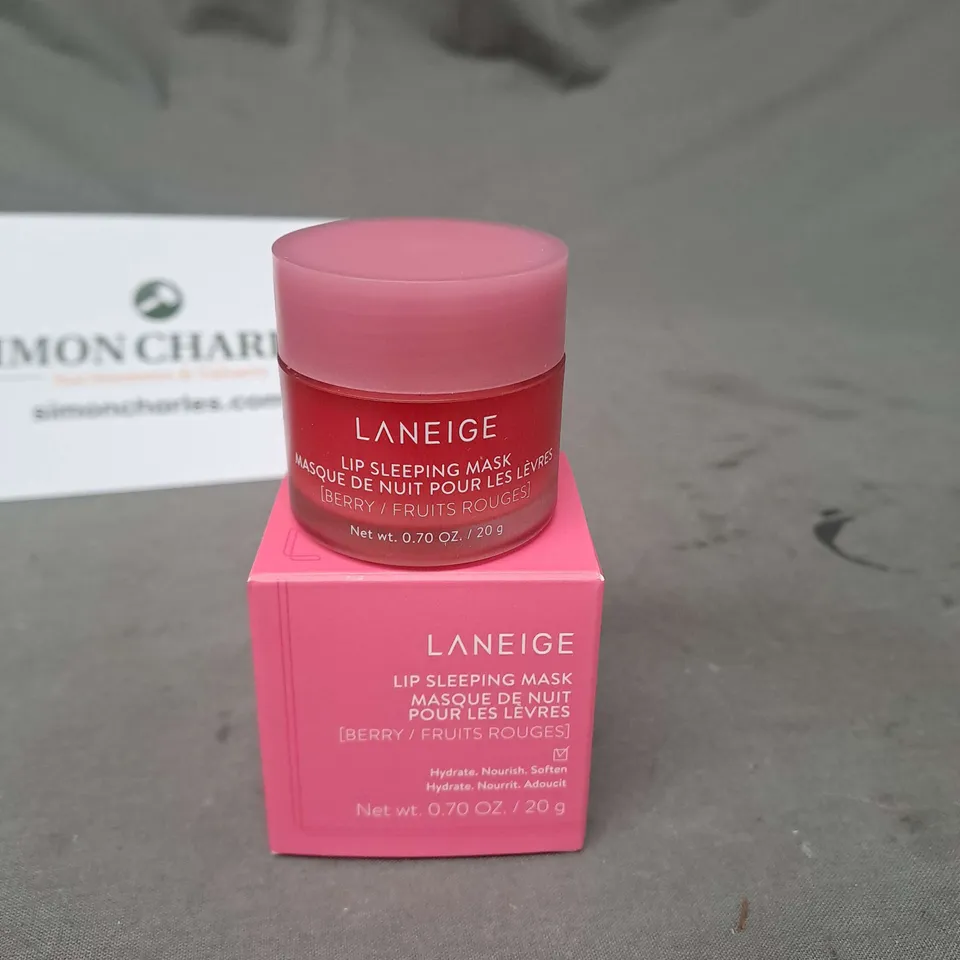 IMON CHARL
simoncharles.com
LANEIGE
LIP SLEEPING MASK
MASQUE DE NUIT POUR LES LÈVRES
[BERRY / FRUITS ROUGES]
Net wt. 0.70 OZ. / 20 g
LANEIGE
LIP SLEEPING MASK
MASQUE DE NUIT
POUR LES LÈVRES
[BERRY / FRUITS ROUGES]
Hydrate. Nourish. Soften
Hydrate. Nourrit. Adoucit
Net wt. 0.70 OZ. / 20 g